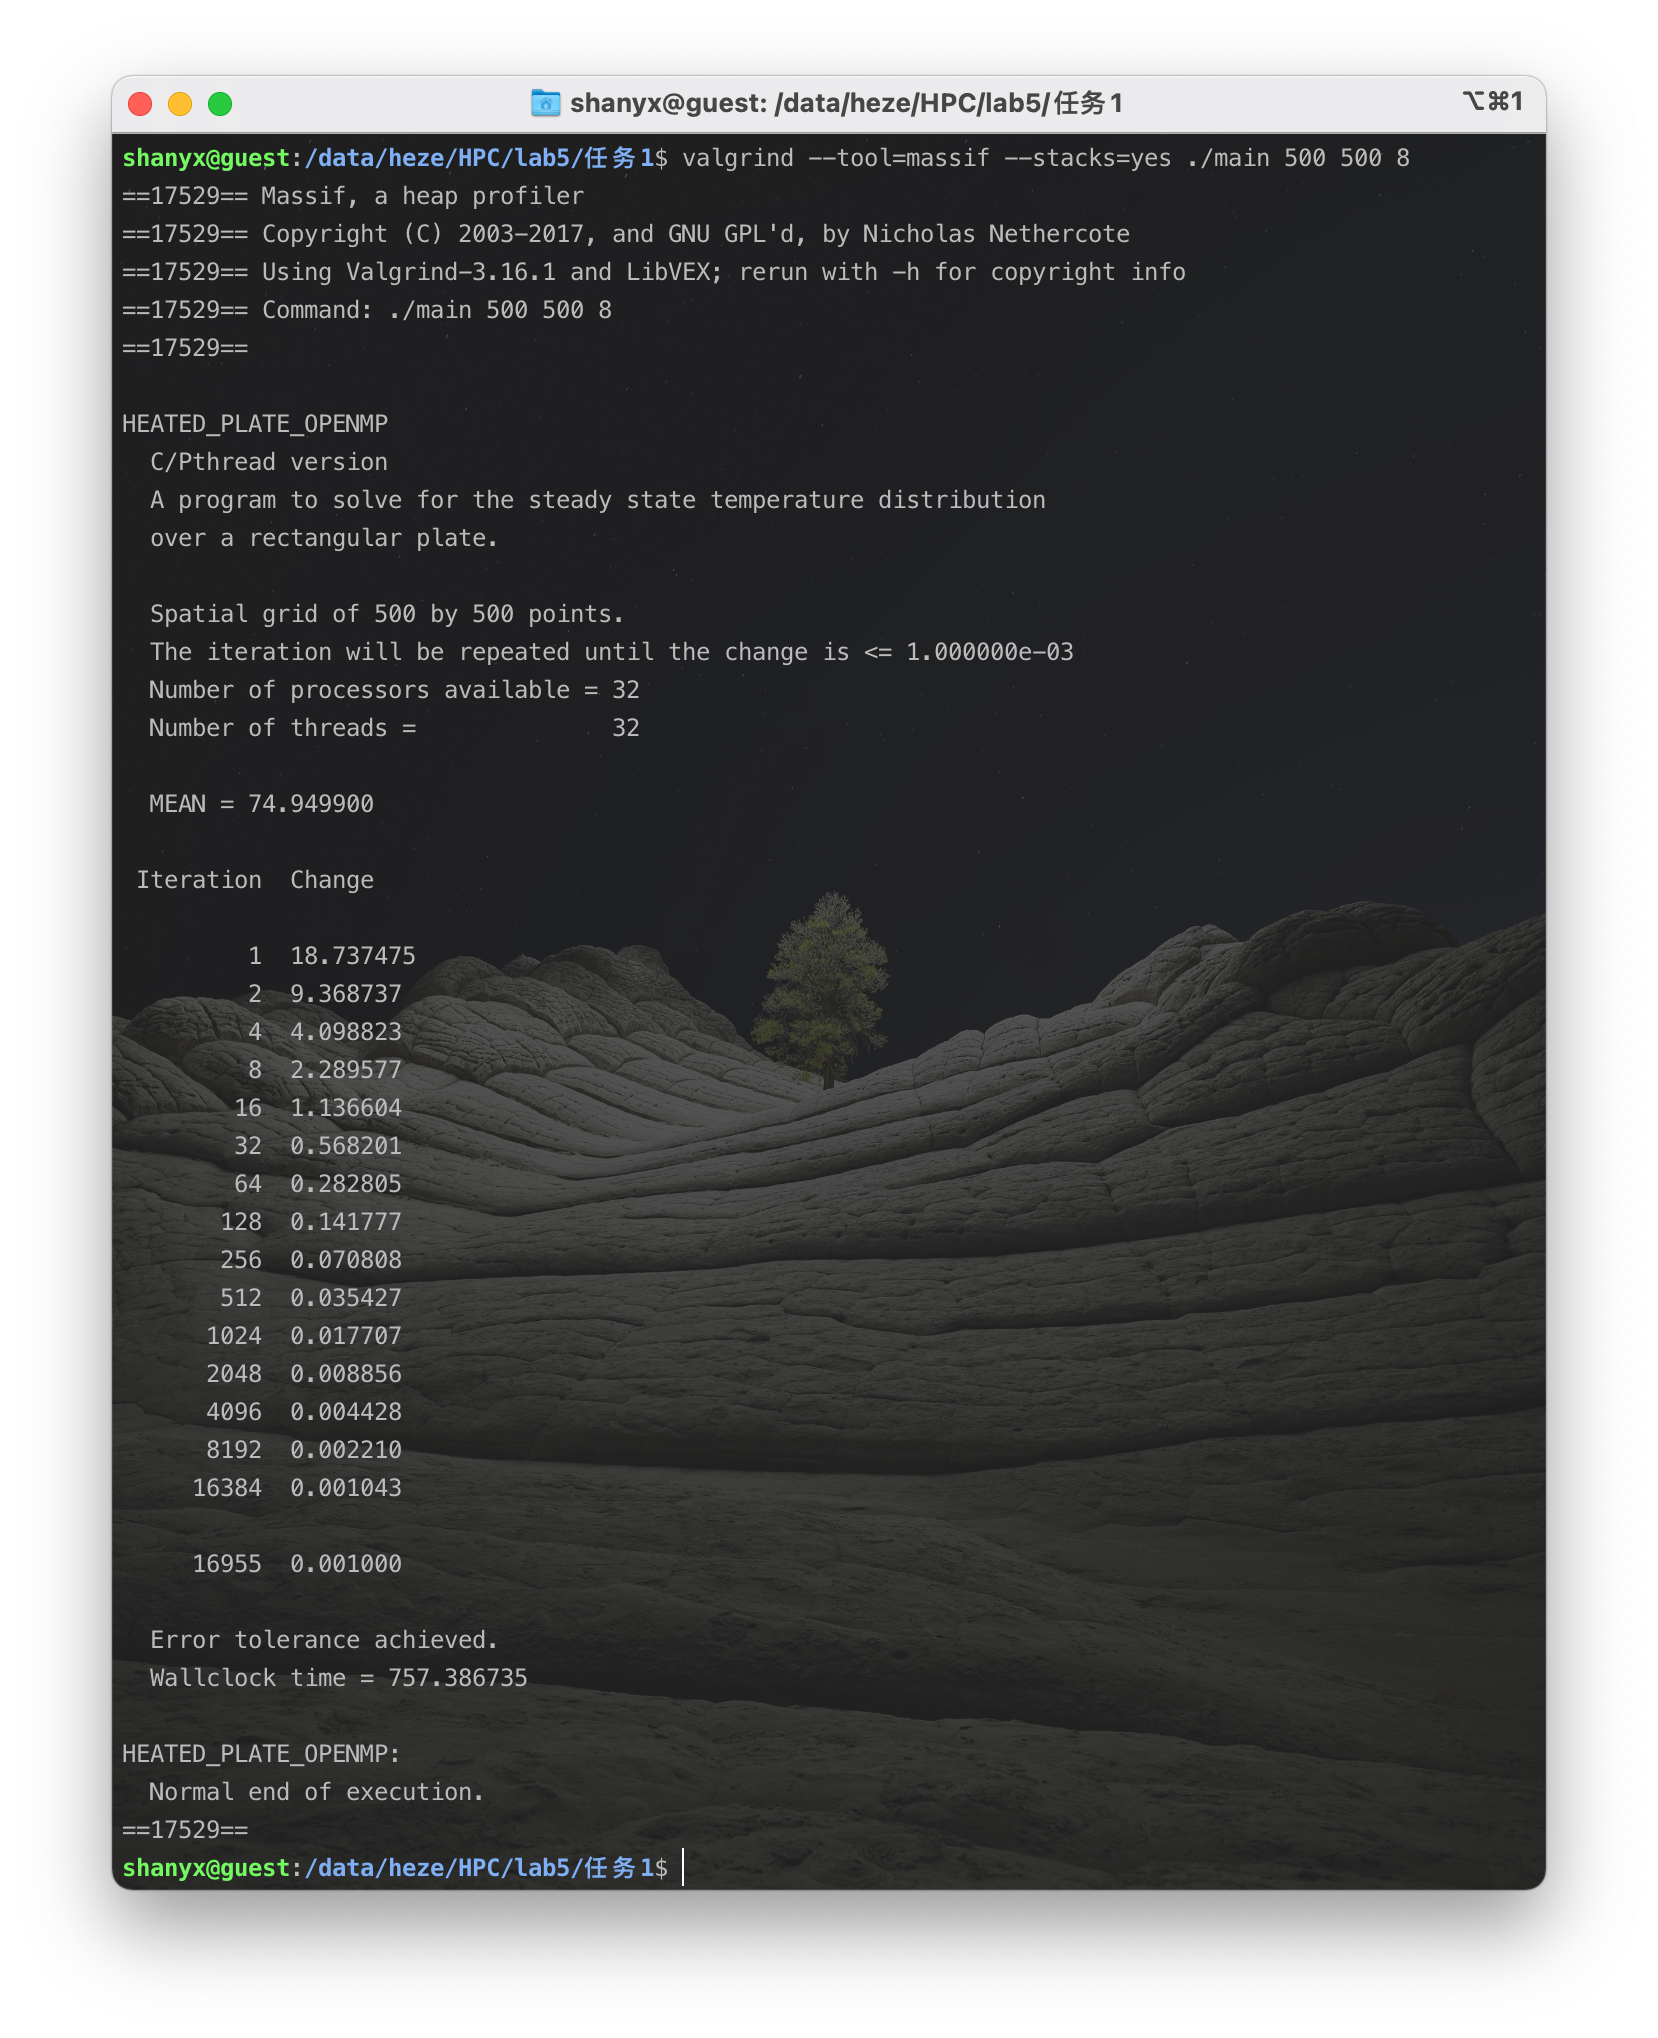 shanyx@guest: /data/heze/HPC/lab5/任务1
⌥⌘1
shanyx@guest:/data/heze/HPC/lab5/任务1$ valgrind --tool=massif --stacks=yes ./main 500 500 8
==17529== Massif, a heap profiler
==17529== Copyright (C) 2003-2017, and GNU GPL'd, by Nicholas Nethercote
==17529== Using Valgrind-3.16.1 and LibVEX; rerun with -h for copyright info
==17529== Command: ./main 500 500 8
==17529==
HEATED_PLATE_OPENMP
  C/Pthread version
  A program to solve for the steady state temperature distribution
  over a rectangular plate.
  Spatial grid of 500 by 500 points.
  The iteration will be repeated until the change is <= 1.000000e-03
  Number of processors available = 32
  Number of threads =              32
  MEAN = 74.949900
 Iteration  Change
         1  18.737475
         2  9.368737
         4  4.098823
         8  2.289577
        16  1.136604
        32  0.568201
        64  0.282805
       128  0.141777
       256  0.070808
       512  0.035427
      1024  0.017707
      2048  0.008856
      4096  0.004428
      8192  0.002210
     16384  0.001043
     16955  0.001000
  Error tolerance achieved.
  Wallclock time = 757.386735
HEATED_PLATE_OPENMP:
  Normal end of execution.
==17529==
shanyx@guest:/data/heze/HPC/lab5/任务1$